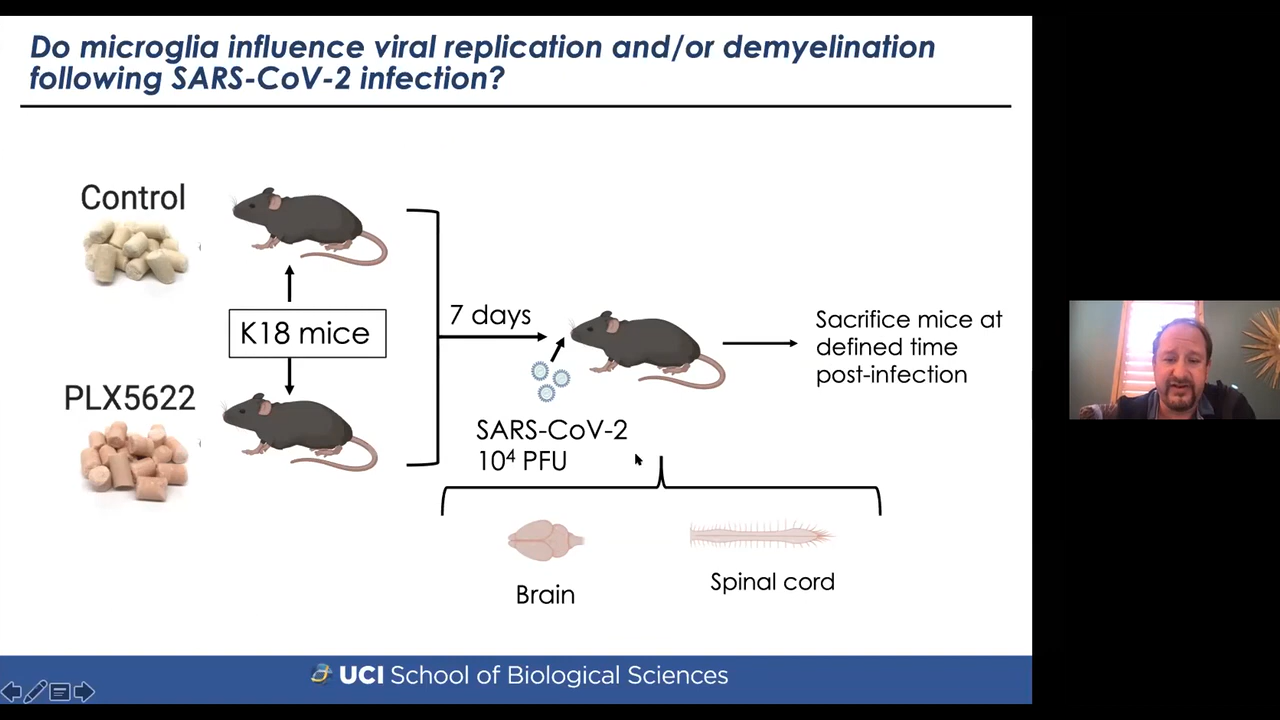 Do microglia influence viral replication and/or demyelination
following SARS-CoV-2 infection?
Control
K18 mice
PLX5622
7 days
SARS-CoV-2
10⁴ PFU
Sacrifice mice at
defined time
post-infection
Brain
Spinal cord
UCI School of Biological Sciences